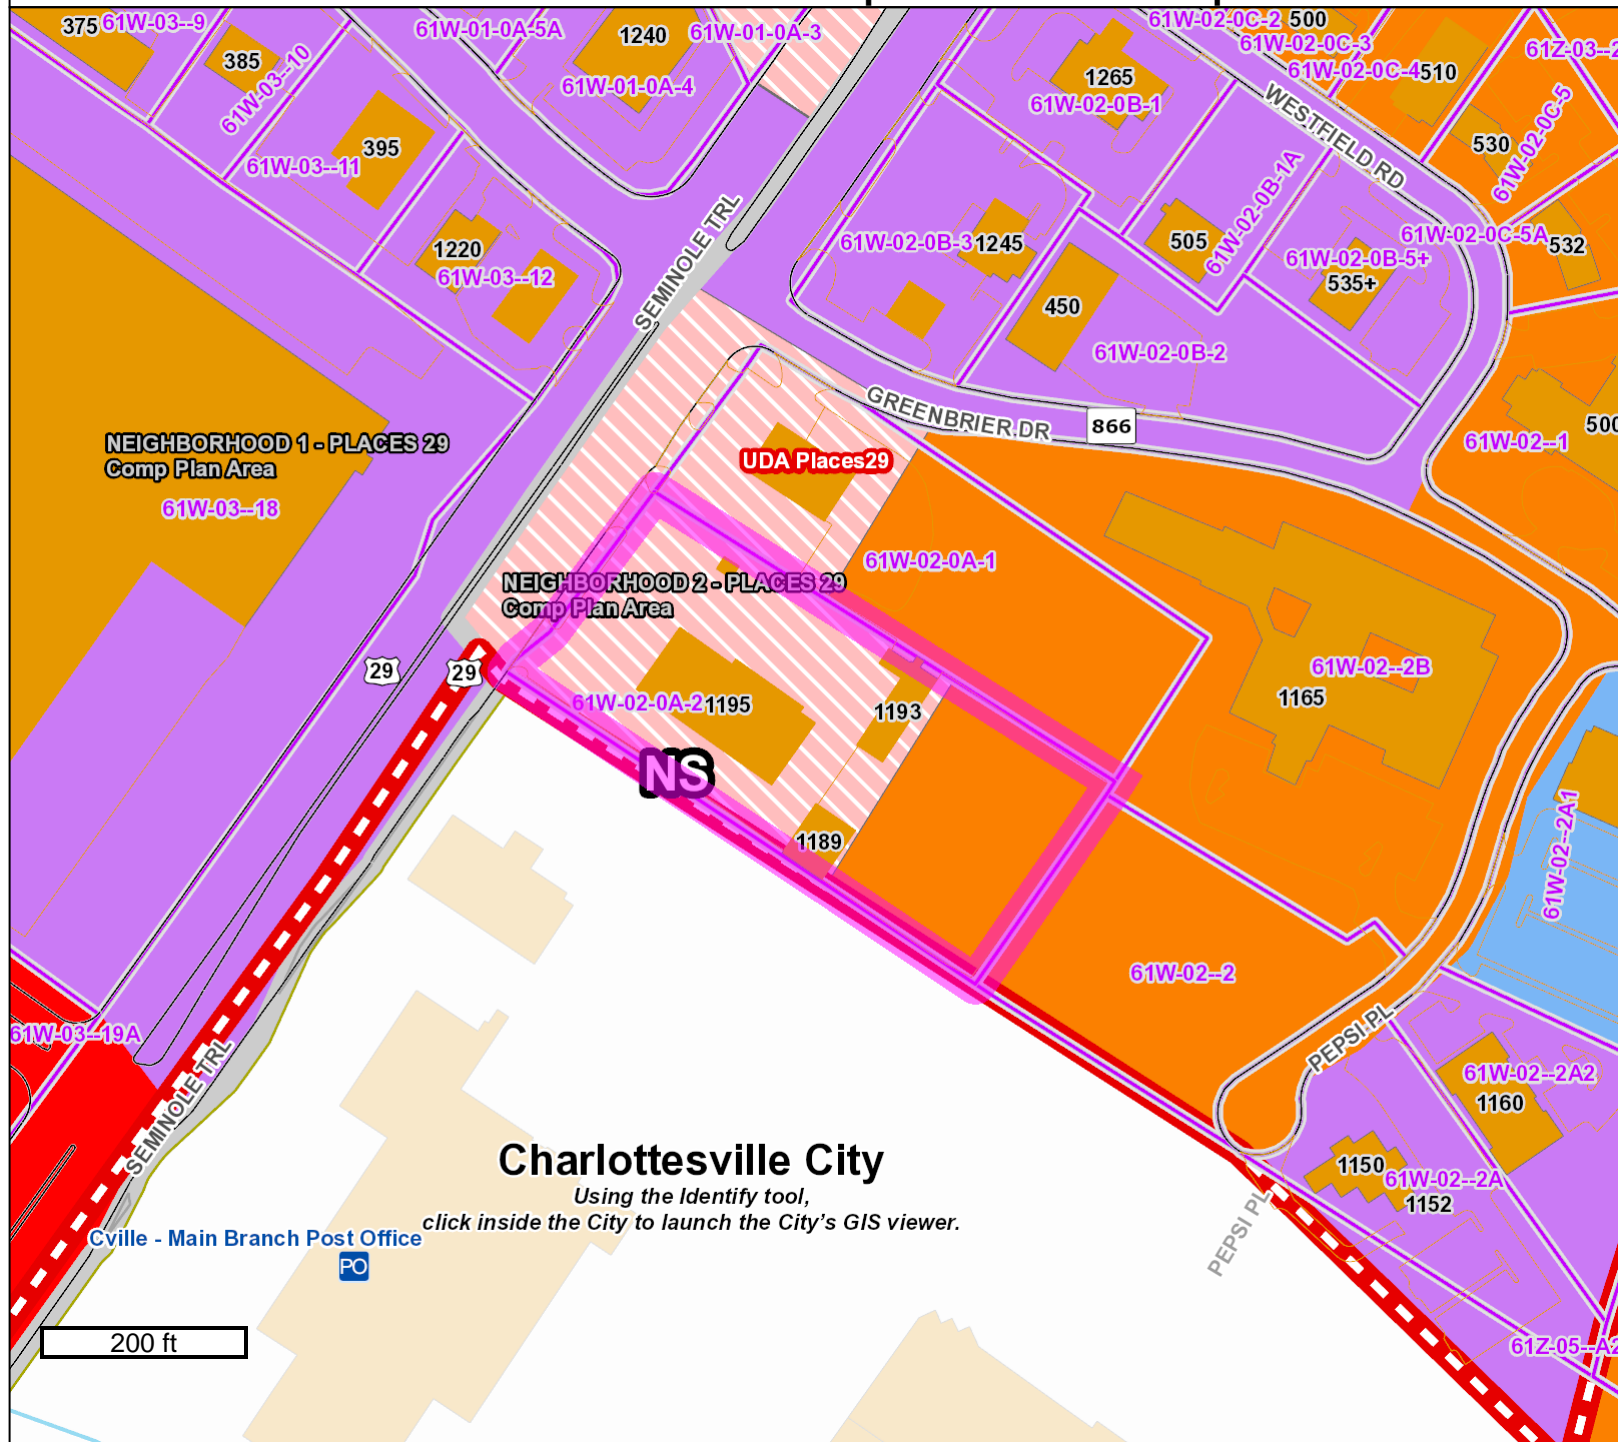 375
61W-03--9
385
61W-03--10
61W-01-0A-5A
1240
61W-01-0A-3
61W-01-0A-4
61W-02-0C-2
500
61W-02-0C-3
61W-02-0C-4
510
61Z-03--2
1265
61W-02-0B-1
WESTFIELD RD
530
61W-02-0C-5
395
61W-03--11
1220
61W-03--12
SEMINOLE TRL
61W-02-0B-3
1245
505
61W-02-0B-1A
61W-02-0C-5A
532
61W-02-0B-5+
535+
450
61W-02-0B-2
GREENBRIER DR
866
500
61W-02--1
NEIGHBORHOOD 1 - PLACES 29
Comp Plan Area
61W-03--18
UDA Places29
61W-02-0A-1
NEIGHBORHOOD 2 - PLACES 29
Comp Plan Area
29
29
61W-02--2B
1165
61W-02-0A-2
1195
1193
NS
1189
61W-02--2A1
61W-02--2
61W-03--19A
SEMINOLE TRL
PEPSI PL
61W-02--2A2
1160
Charlottesville City
Using the Identify tool,
click inside the City to launch the City's GIS viewer.
1150
61W-02--2A
1152
PEPSI PL
Cville - Main Branch Post Office
PO
200 ft
61Z-05--A2